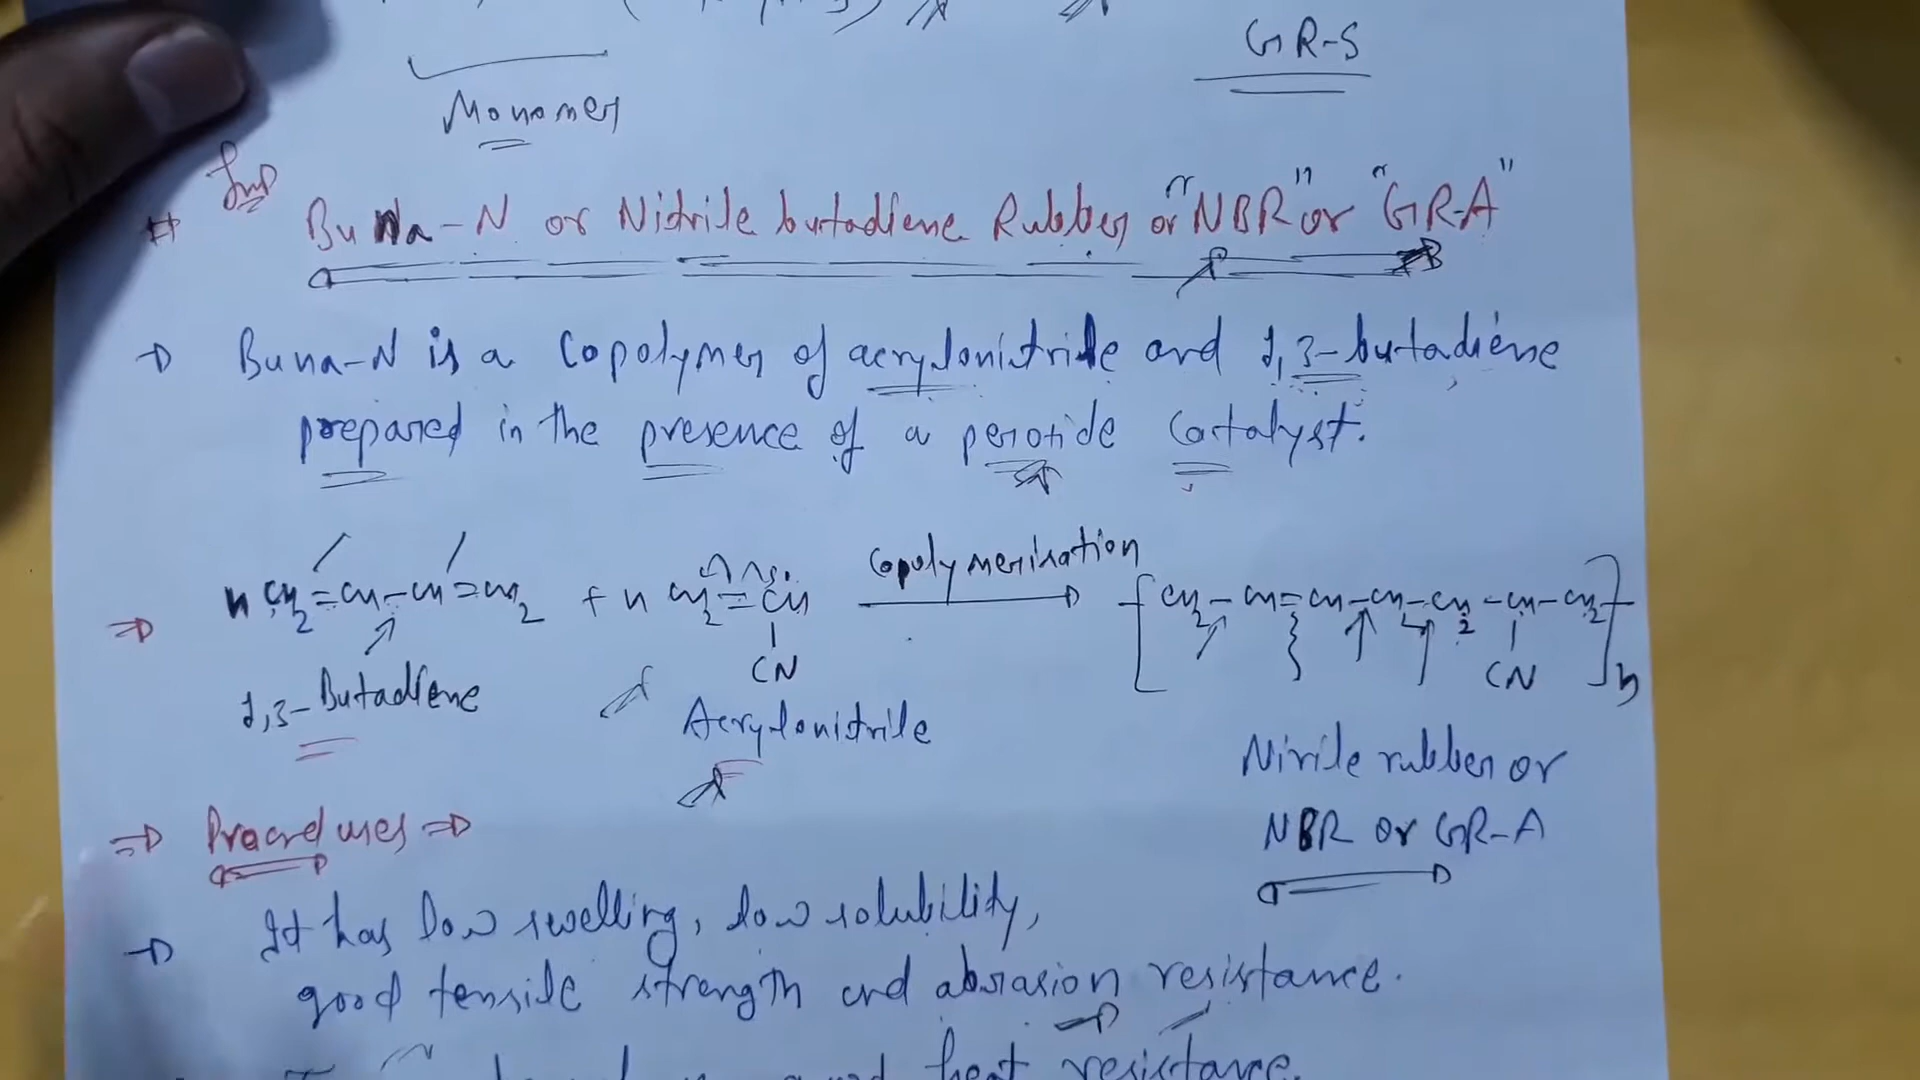 GR-S
Monomer
Imp
# Buna-N or Nitrile butadiene Rubber or "NBR" or "GR-A"
→ Buna-N is a Copolymer of acrylonitrile and 1,3-butadiene
prepared in the presence of a peroxide catalyst.
⇒ n CH2=CH-CH=CH2 + n CH2=CH Copolymerisation → [CH2-CH=CH-CH2-CH2-CH-CH2]n
CN CN
1,3-Butadiene Acrylonitrile
Nirile rubber or
NBR or GR-A
⇒ Procedures ⇒
→ It has low swelling, low solubility,
good tensile strength and abrasion resistance.
good heat resistance.